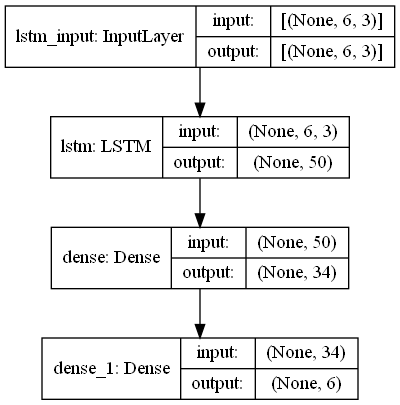 lstm_input: InputLayer
input: [(None, 6, 3)]
output: [(None, 6, 3)]
lstm: LSTM
input: (None, 6, 3)
output: (None, 50)
dense: Dense
input: (None, 50)
output: (None, 34)
dense_1: Dense
input: (None, 34)
output: (None, 6)